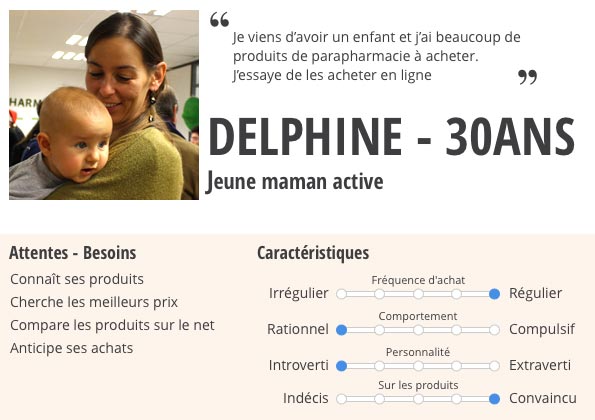 “
Je viens d’avoir un enfant et j’ai beaucoup de
produits de parapharmacie à acheter.
J’essaye de les acheter en ligne
”
HARM
DELPHINE - 30ANS
Jeune maman active
Attentes - Besoins
Connaît ses produits
Cherche les meilleurs prix
Compare les produits sur le net
Anticipe ses achats
Caractéristiques
Fréquence d'achat
Irrégulier Régulier
Comportement
Rationnel Compulsif
Personnalité
Introverti Extraverti
Sur les produits
Indécis Convaincu